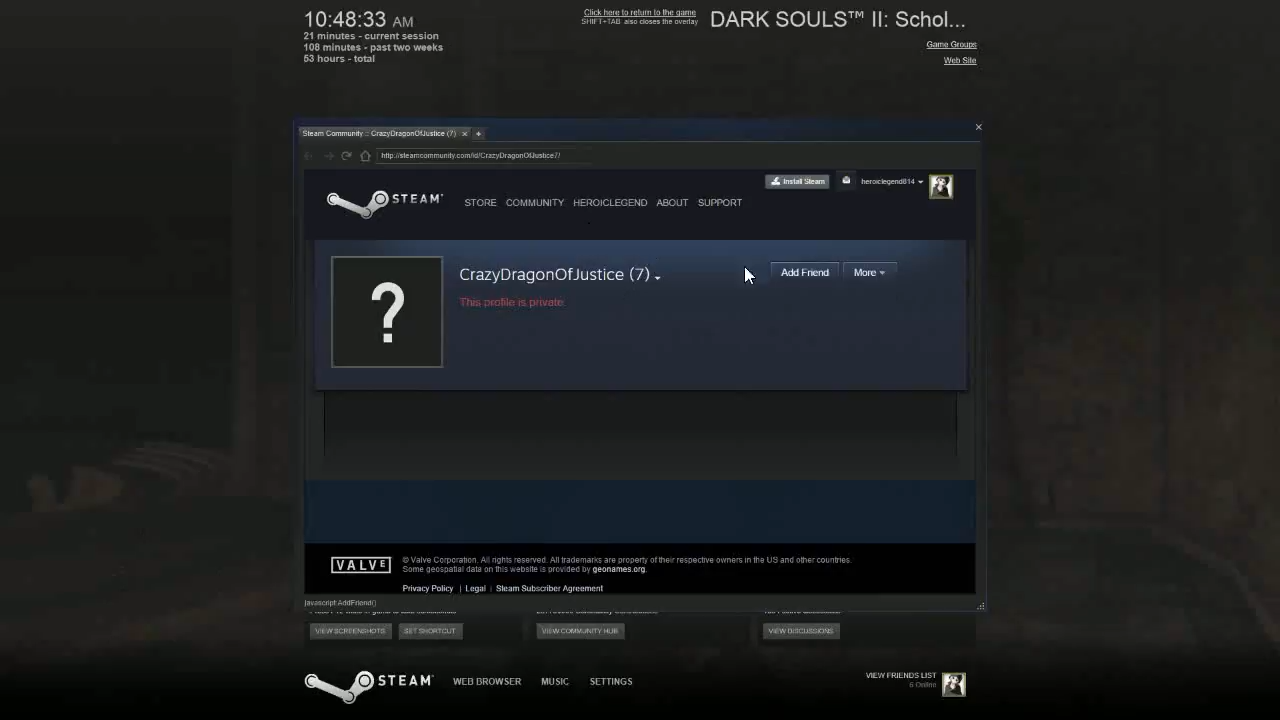 10:48:33 AM
21 minutes - current session
108 minutes - past two weeks
53 hours - total
Click here to return to the game
SHIFT+TAB also closes the overlay
DARK SOULS™ II: Schol...
Game Groups
Web Site
Steam Community :: CrazyDragonOfJustice (7)
http://steamcommunity.com/id/CrazyDragonOfJustice7/
Install Steam
heroiclegend814
STEAM
STORE COMMUNITY HEROICLEGEND ABOUT SUPPORT
?
CrazyDragonOfJustice (7)
This profile is private.
Add Friend
More
VALVE
© Valve Corporation. All rights reserved. All trademarks are property of their respective owners in the US and other countries.
Some geospatial data on this website is provided by geonames.org.
Privacy Policy | Legal | Steam Subscriber Agreement
Javascript:AddFriend()
VIEW SCREENSHOTS
SET SHORTCUT
VIEW COMMUNITY HUB
VIEW DISCUSSIONS
STEAM
WEB BROWSER MUSIC SETTINGS
VIEW FRIENDS LIST
6 Online